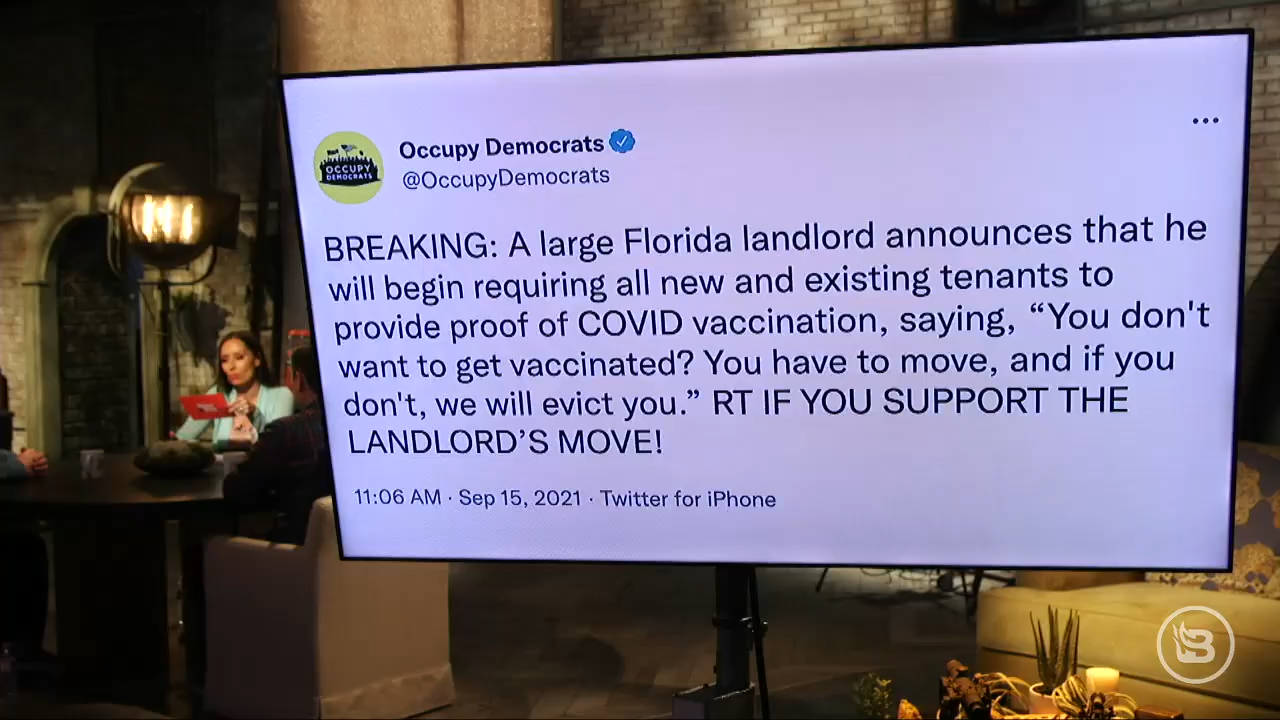 Occupy Democrats
@OccupyDemocrats
OCCUPY
DEMOCRATS
BREAKING: A large Florida landlord announces that he
will begin requiring all new and existing tenants to
provide proof of COVID vaccination, saying, “You don't
want to get vaccinated? You have to move, and if you
don't, we will evict you.” RT IF YOU SUPPORT THE
LANDLORD’S MOVE!
11:06 AM · Sep 15, 2021 · Twitter for iPhone
B